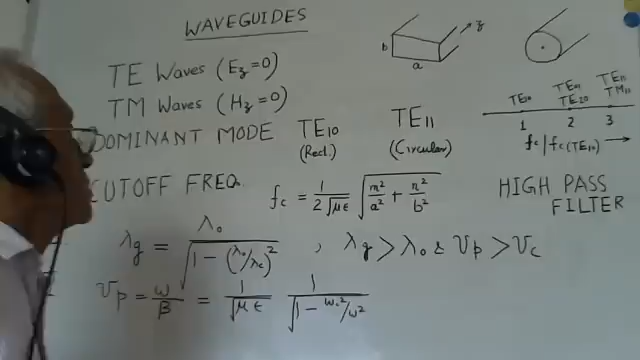 WAVEGUIDES
TE Waves (E_z=0)
TM Waves (H_z=0)
b
a
z
DOMINANT MODE TE10 (Rect.) TE11 (Circular)
TE10 TE01 TE20 TE11 TM11
1 2 3
fc/fc(TE10) →
CUTOFF FREQ. fc = 1/(2√με) √(m²/a² + n²/b²)
HIGH PASS
FILTER
λg = λ₀/√(1-(λ₀/λc)²) , λg > λ₀ & Vp > Vc
Vp = ω/β = 1/√με 1/√(1-ωc²/ω²)